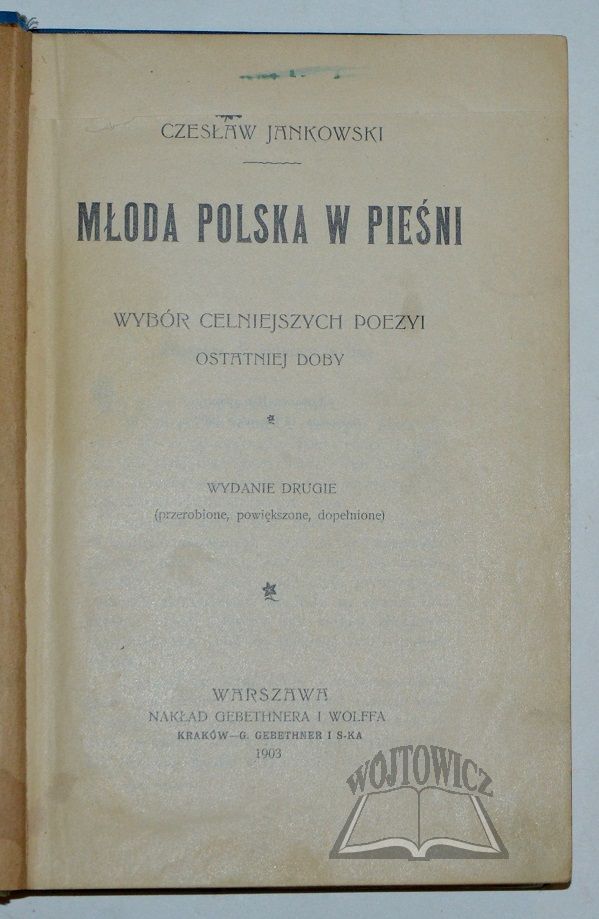 CZESŁAW JANKOWSKI
MŁODA POLSKA W PIEŚNI
WYBÓR CELNIEJSZYCH POEZYI
OSTATNIEJ DOBY
WYDANIE DRUGIE
(przerobione, powiększone, dopełnione)
WARSZAWA
NAKŁAD GEBETHNERA I WOLFFA
KRAKÓW—G. GEBETHNER I S-KA
1903
WÓJTOWICZ